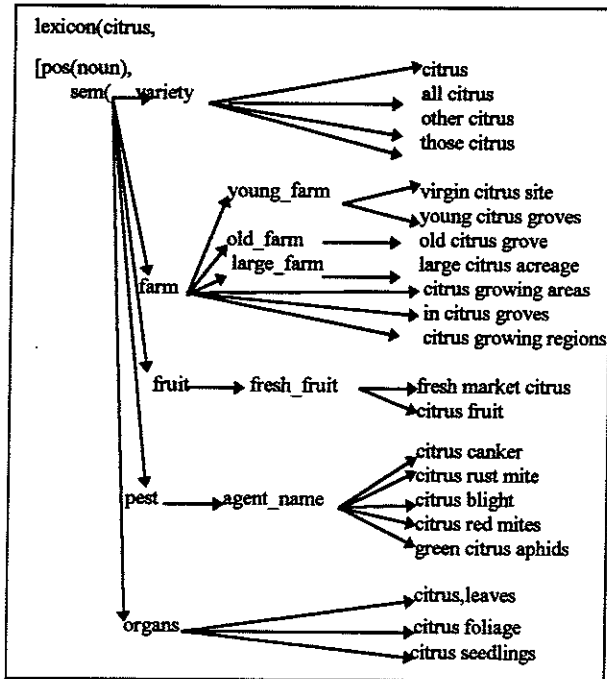 lexicon(citrus,
[pos(noun),
sem( variety
citrus
all citrus
other citrus
those citrus
farm
young_farm
virgin citrus site
young citrus groves
old_farm
old citrus grove
large_farm
large citrus acreage
citrus growing areas
in citrus groves
citrus growing regions
fruit
fresh_fruit
fresh market citrus
citrus fruit
pest
agent_name
citrus canker
citrus rust mite
citrus blight
citrus red mites
green citrus aphids
organs
citrus,leaves
citrus foliage
citrus seedlings